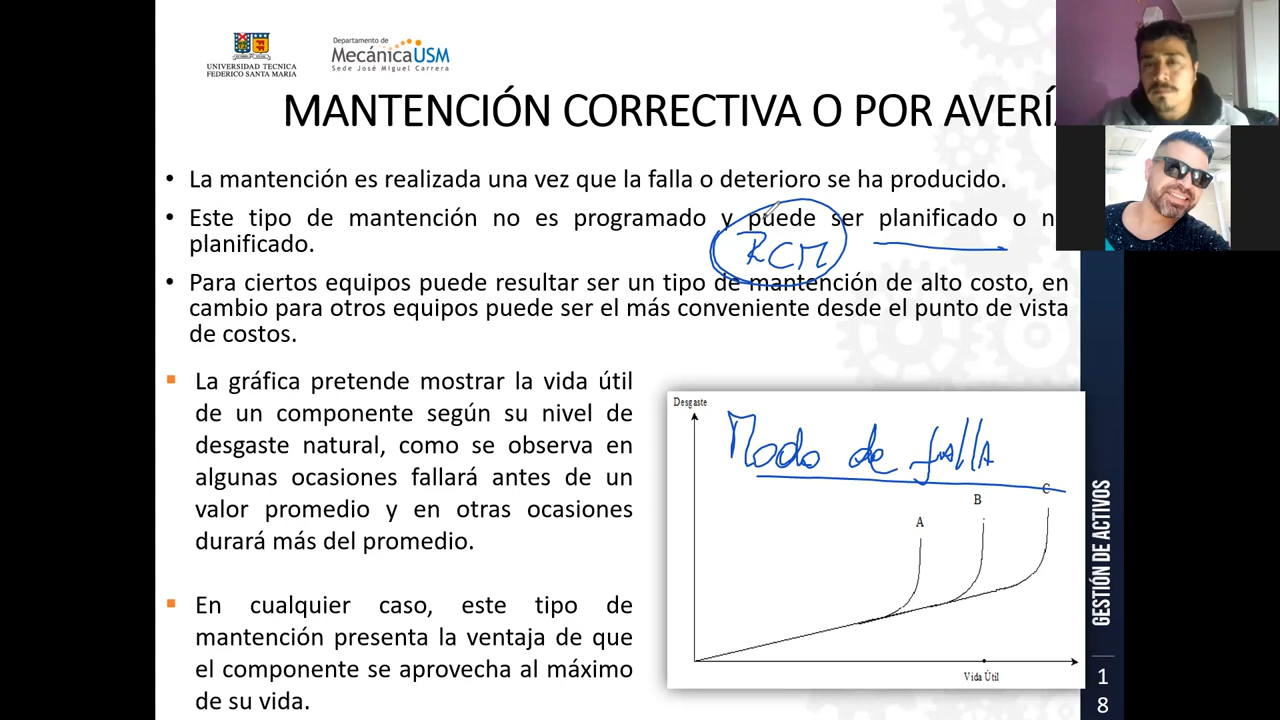 UNIVERSIDAD TECNICA
FEDERICO SANTA MARIA
Departamento de
MecánicaUSM
Sede José Miguel Carrera
MANTENCIÓN CORRECTIVA O POR AVERÍA
• La mantención es realizada una vez que la falla o deterioro se ha producido.
• Este tipo de mantención no es programado y puede ser planificado o n
planificado.
RCM
• Para ciertos equipos puede resultar ser un tipo de mantención de alto costo, en
cambio para otros equipos puede ser el más conveniente desde el punto de vista
de costos.
La gráfica pretende mostrar la vida útil
de un componente según su nivel de
desgaste natural, como se observa en
algunas ocasiones fallará antes de un
valor promedio y en otras ocasiones
durará más del promedio.
En cualquier caso, este tipo de
mantención presenta la ventaja de que
el componente se aprovecha al máximo
de su vida.
Desgaste
Modo de falla
A
B
C
Vida Útil
GESTIÓN DE ACTIVOS
1
8